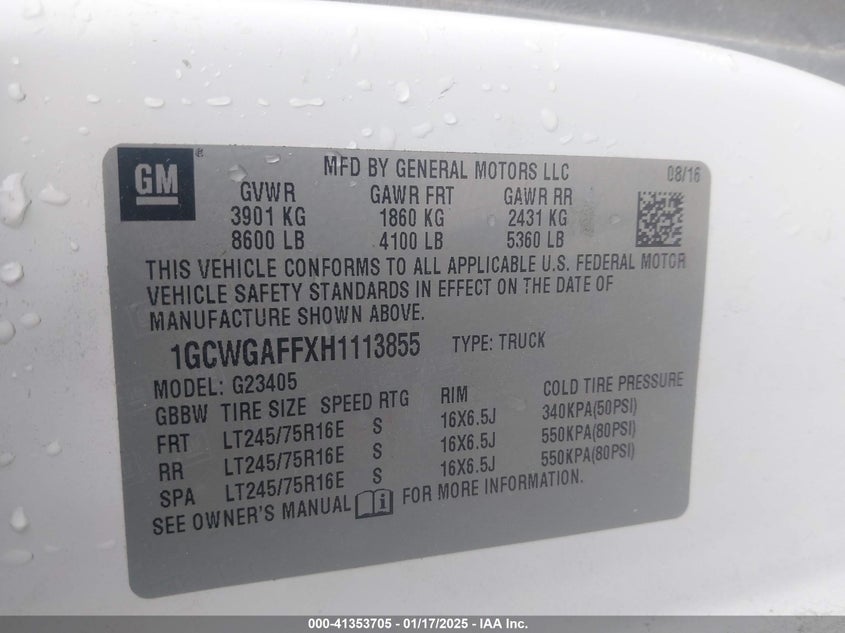 GM ®
MFD BY GENERAL MOTORS LLC 08/16
GVWR GAWR FRT GAWR RR
3901 KG 1860 KG 2431 KG
8600 LB 4100 LB 5360 LB
THIS VEHICLE CONFORMS TO ALL APPLICABLE U.S. FEDERAL MOTOR
VEHICLE SAFETY STANDARDS IN EFFECT ON THE DATE OF
MANUFACTURE SHOWN ABOVE.
1GCWGAFFXH1113855 TYPE: TRUCK
MODEL: G23405
GBBW TIRE SIZE SPEED RTG RIM COLD TIRE PRESSURE
FRT LT245/75R16E S 16X6.5J 340KPA(50PSI)
RR LT245/75R16E S 16X6.5J 550KPA(80PSI)
SPA LT245/75R16E S 16X6.5J 550KPA(80PSI)
SEE OWNER'S MANUAL i FOR MORE INFORMATION.
000-41353705 - 01/17/2025 - IAA Inc.